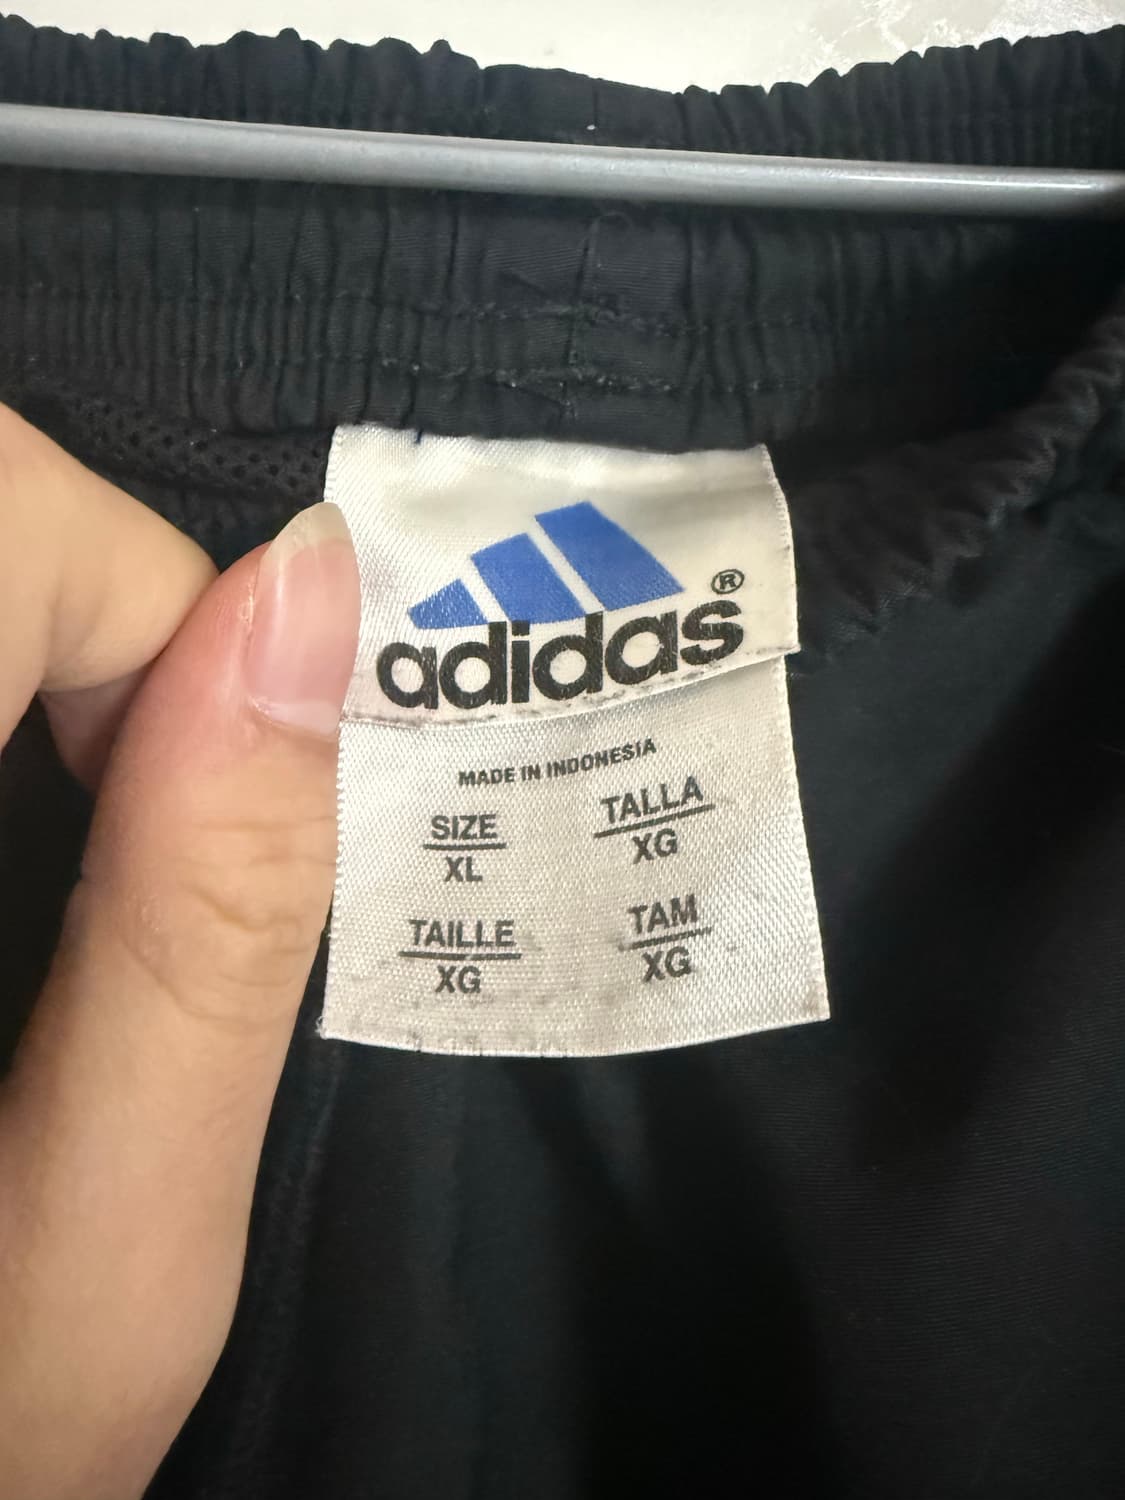 adidas®
MADE IN INDONESIA
SIZE
XL
TALLA
XG
TAILLE
XG
TAM
XG